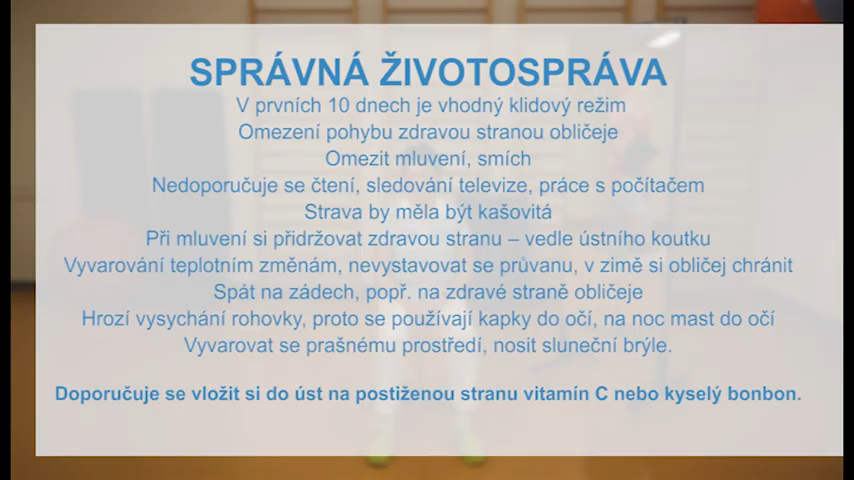 SPRÁVNÁ ŽIVOTOSPRÁVA
V prvních 10 dnech je vhodný klidový režim
Omezení pohybu zdravou stranou obličeje
Omezit mluvení, smích
Nedoporučuje se čtení, sledování televize, práce s počítačem
Strava by měla být kašovitá
Při mluvení si přidržovat zdravou stranu – vedle ústního koutku
Vyvarování teplotním změnám, nevystavovat se průvanu, v zimě si obličej chránit
Spát na zádech, popř. na zdravé straně obličeje
Hrozí vysychání rohovky, proto se používají kapky do očí, na noc mast do očí
Vyvarovat se prašnému prostředí, nosit sluneční brýle.
Doporučuje se vložit si do úst na postiženou stranu vitamín C nebo kyselý bonbon.